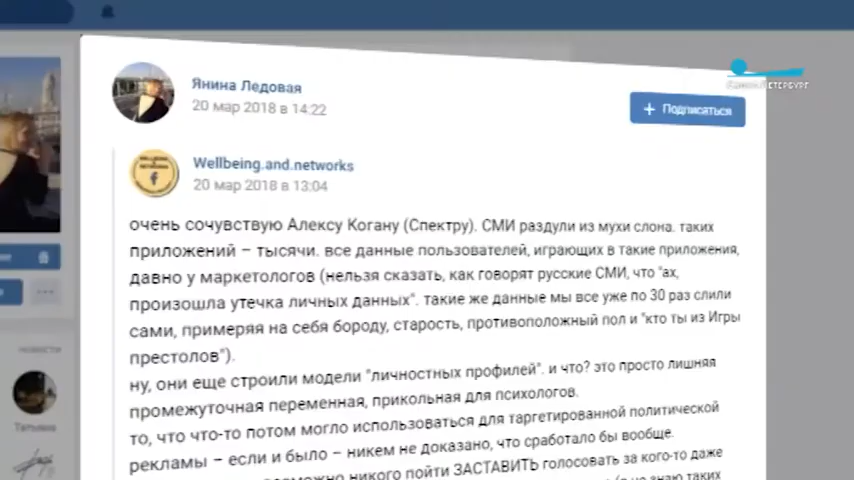 Янина Ледовая
20 мар 2018 в 14:22
+ Подписаться
Wellbeing.and.networks
20 мар 2018 в 13:04
очень сочувствую Алексу Когану (Спектру). СМИ раздули из мухи слона. таких
приложений – тысячи. все данные пользователей, играющих в такие приложения,
давно у маркетологов (нельзя сказать, как говорят русские СМИ, что "ах,
произошла утечка личных данных". такие же данные мы все уже по 30 раз слили
сами, примеряя на себя бороду, старость, противоположный пол и "кто ты из Игры
престолов").
ну, они еще строили модели "личностных профилей". и что? это просто лишняя
промежуточная переменная, прикольная для психологов.
то, что что-то потом могло использоваться для таргетированной политической
рекламы – если и было – никем не доказано, что сработало бы вообще.
никого пойти ЗАСТАВИТЬ голосовать за кого-то даже
знаю таких
новости
Татьяна